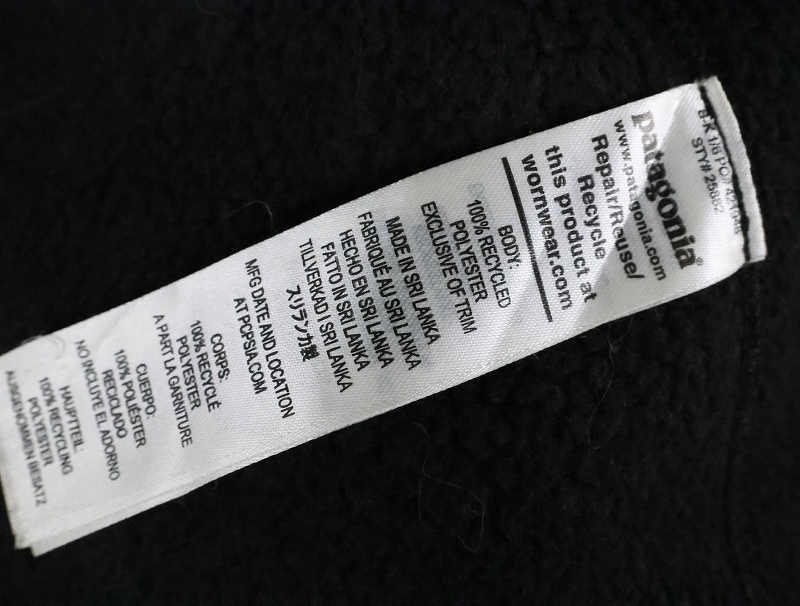 STY# 25882
patagonia®
www.patagonia.com
Repair/Reuse/
Recycle
this product at
wornwear.com
BODY:
100% RECYCLED
POLYESTER
EXCLUSIVE OF TRIM
MADE IN SRI LANKA
FABRIQUÉ AU SRI LANKA
HECHO EN SRI LANKA
FATTO IN SRI LANKA
TILLVERKAD I SRI LANKA
スリランカ製
MFG DATE AND LOCATION
AT PCPSIA.COM
CORPS:
100% RECYCLÉ
POLYESTER
A PART LA GARNITURE
CUERPO:
100% POLIÉSTER
RECICLADO
NO INCLUYE EL ADORNO
HAUPTTEIL:
100% RECYCLING
POLYESTER
AUSGENOMMEN BESATZ